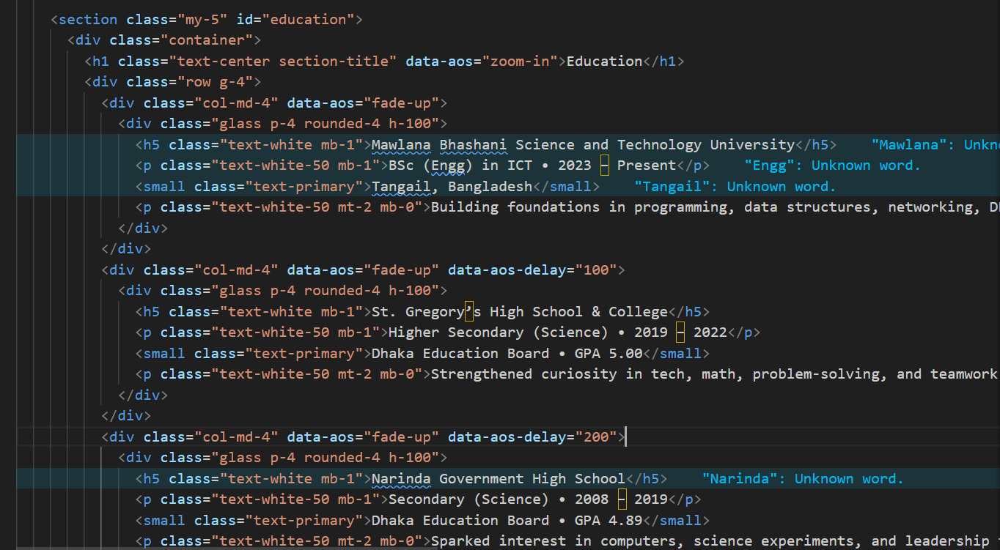 <section class="my-5" id="education">
<div class="container">
<h1 class="text-center section-title" data-aos="zoom-in">Education</h1>
<div class="row g-4">
<div class="col-md-4" data-aos="fade-up">
<div class="glass p-4 rounded-4 h-100">
<h5 class="text-white mb-1">Mawlana Bhashani Science and Technology University</h5> "Mawlana": Unkn
<p class="text-white-50 mb-1">BSc (Engg) in ICT • 2023 – Present</p> "Engg": Unknown word.
<small class="text-primary">Tangail, Bangladesh</small> "Tangail": Unknown word.
<p class="text-white-50 mt-2 mb-0">Building foundations in programming, data structures, networking,
</div>
</div>
<div class="col-md-4" data-aos="fade-up" data-aos-delay="100">
<div class="glass p-4 rounded-4 h-100">
<h5 class="text-white mb-1">St. Gregory’s High School & College</h5>
<p class="text-white-50 mb-1">Higher Secondary (Science) • 2019 – 2022</p>
<small class="text-primary">Dhaka Education Board • GPA 5.00</small>
<p class="text-white-50 mt-2 mb-0">Strengthened curiosity in tech, math, problem-solving, and teamwork
</div>
</div>
<div class="col-md-4" data-aos="fade-up" data-aos-delay="200">
<div class="glass p-4 rounded-4 h-100">
<h5 class="text-white mb-1">Narinda Government High School</h5> "Narinda": Unknown word.
<p class="text-white-50 mb-1">Secondary (Science) • 2008 – 2019</p>
<small class="text-primary">Dhaka Education Board • GPA 4.89</small>
<p class="text-white-50 mt-2 mb-0">Sparked interest in computers, science experiments, and leadership